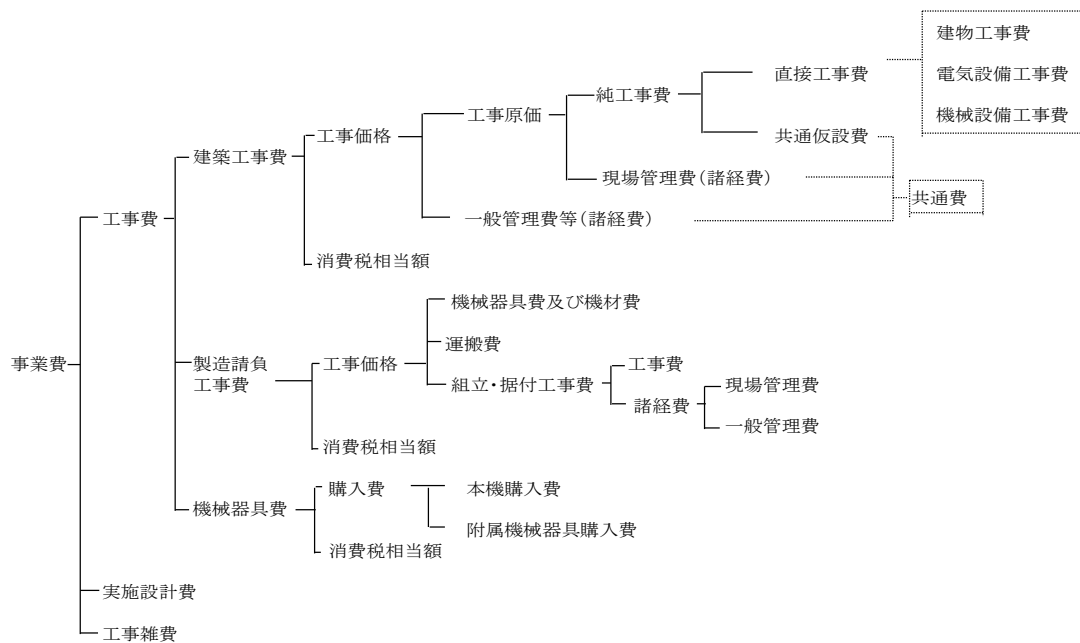 建物工事費
直接工事費
電気設備工事費
純工事費
機械設備工事費
工事原価
工事価格
共通仮設費
建築工事費
現場管理費(諸経費)
共通費
工事費
一般管理費等(諸経費)
消費税相当額
機械器具費及び機材費
運搬費
事業費
製造請負
工事費
工事価格
工事費
組立・据付工事費
現場管理費
諸経費
一般管理費
消費税相当額
購入費
本機購入費
機械器具費
附属機械器具購入費
消費税相当額
実施設計費
工事雑費